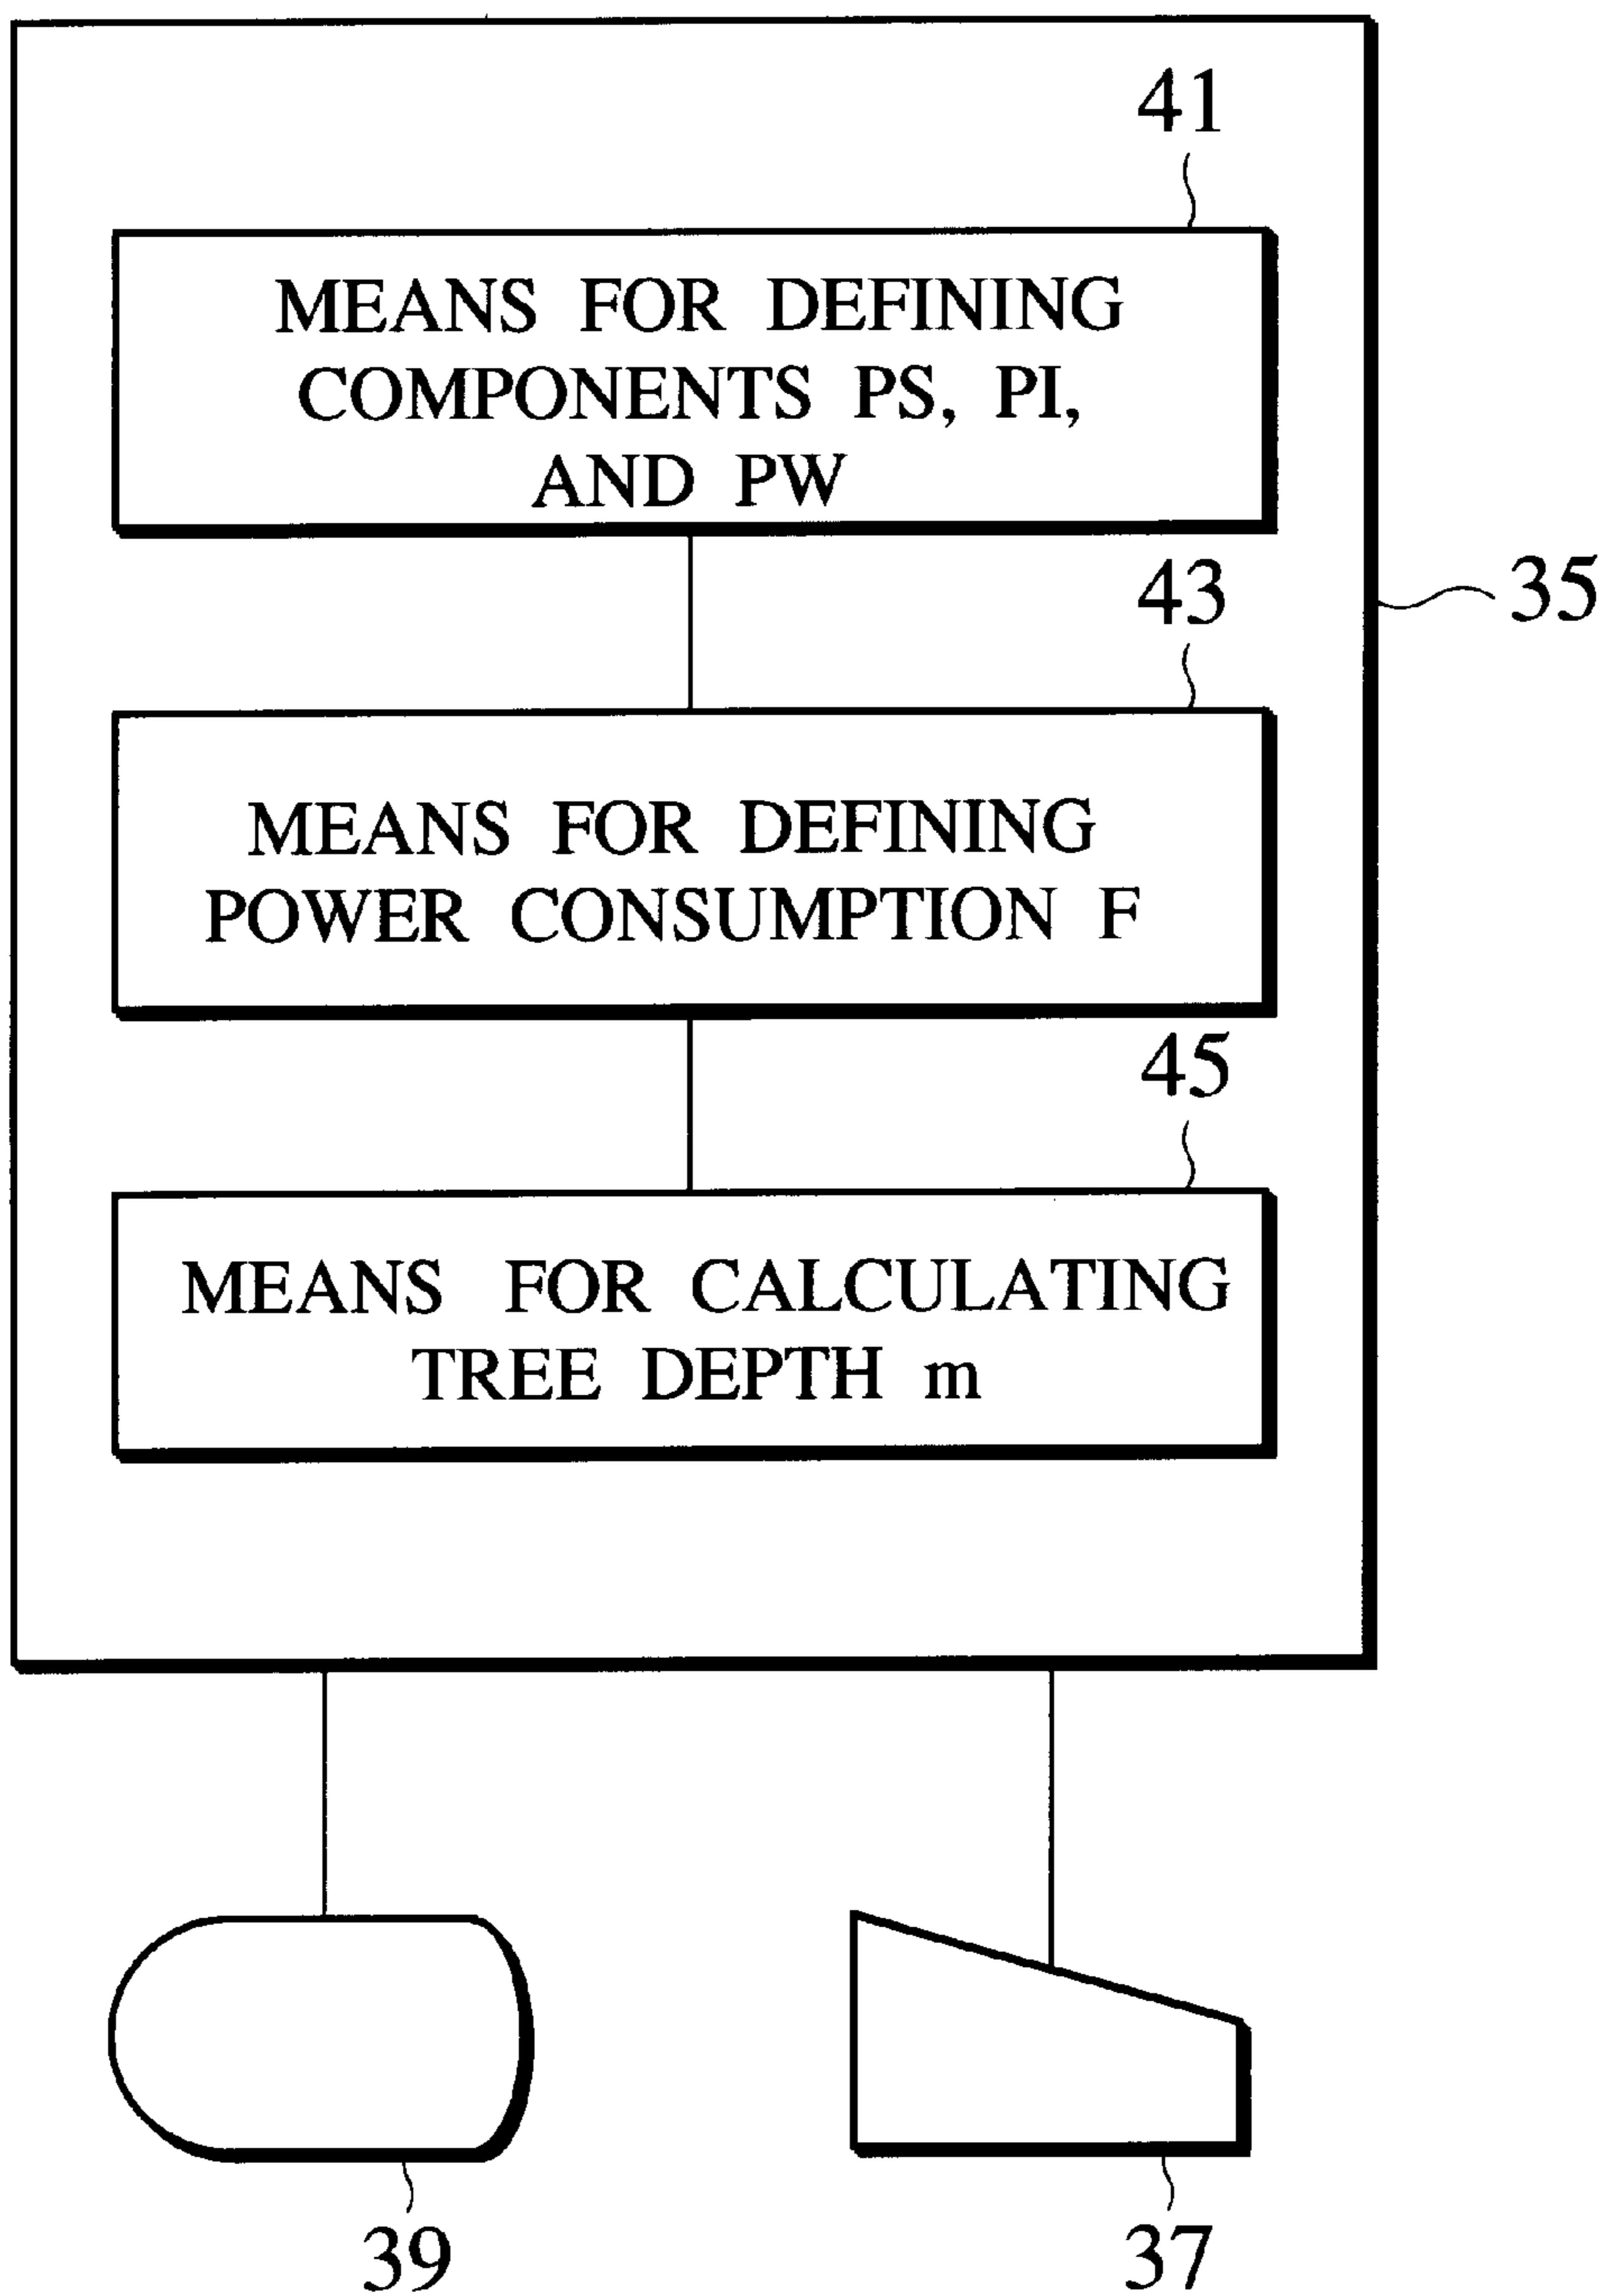 41
MEANS FOR DEFINING
COMPONENTS PS, PI,
AND PW
43
35
MEANS FOR DEFINING
POWER CONSUMPTION F
45
MEANS FOR CALCULATING
TREE DEPTH m
39
37